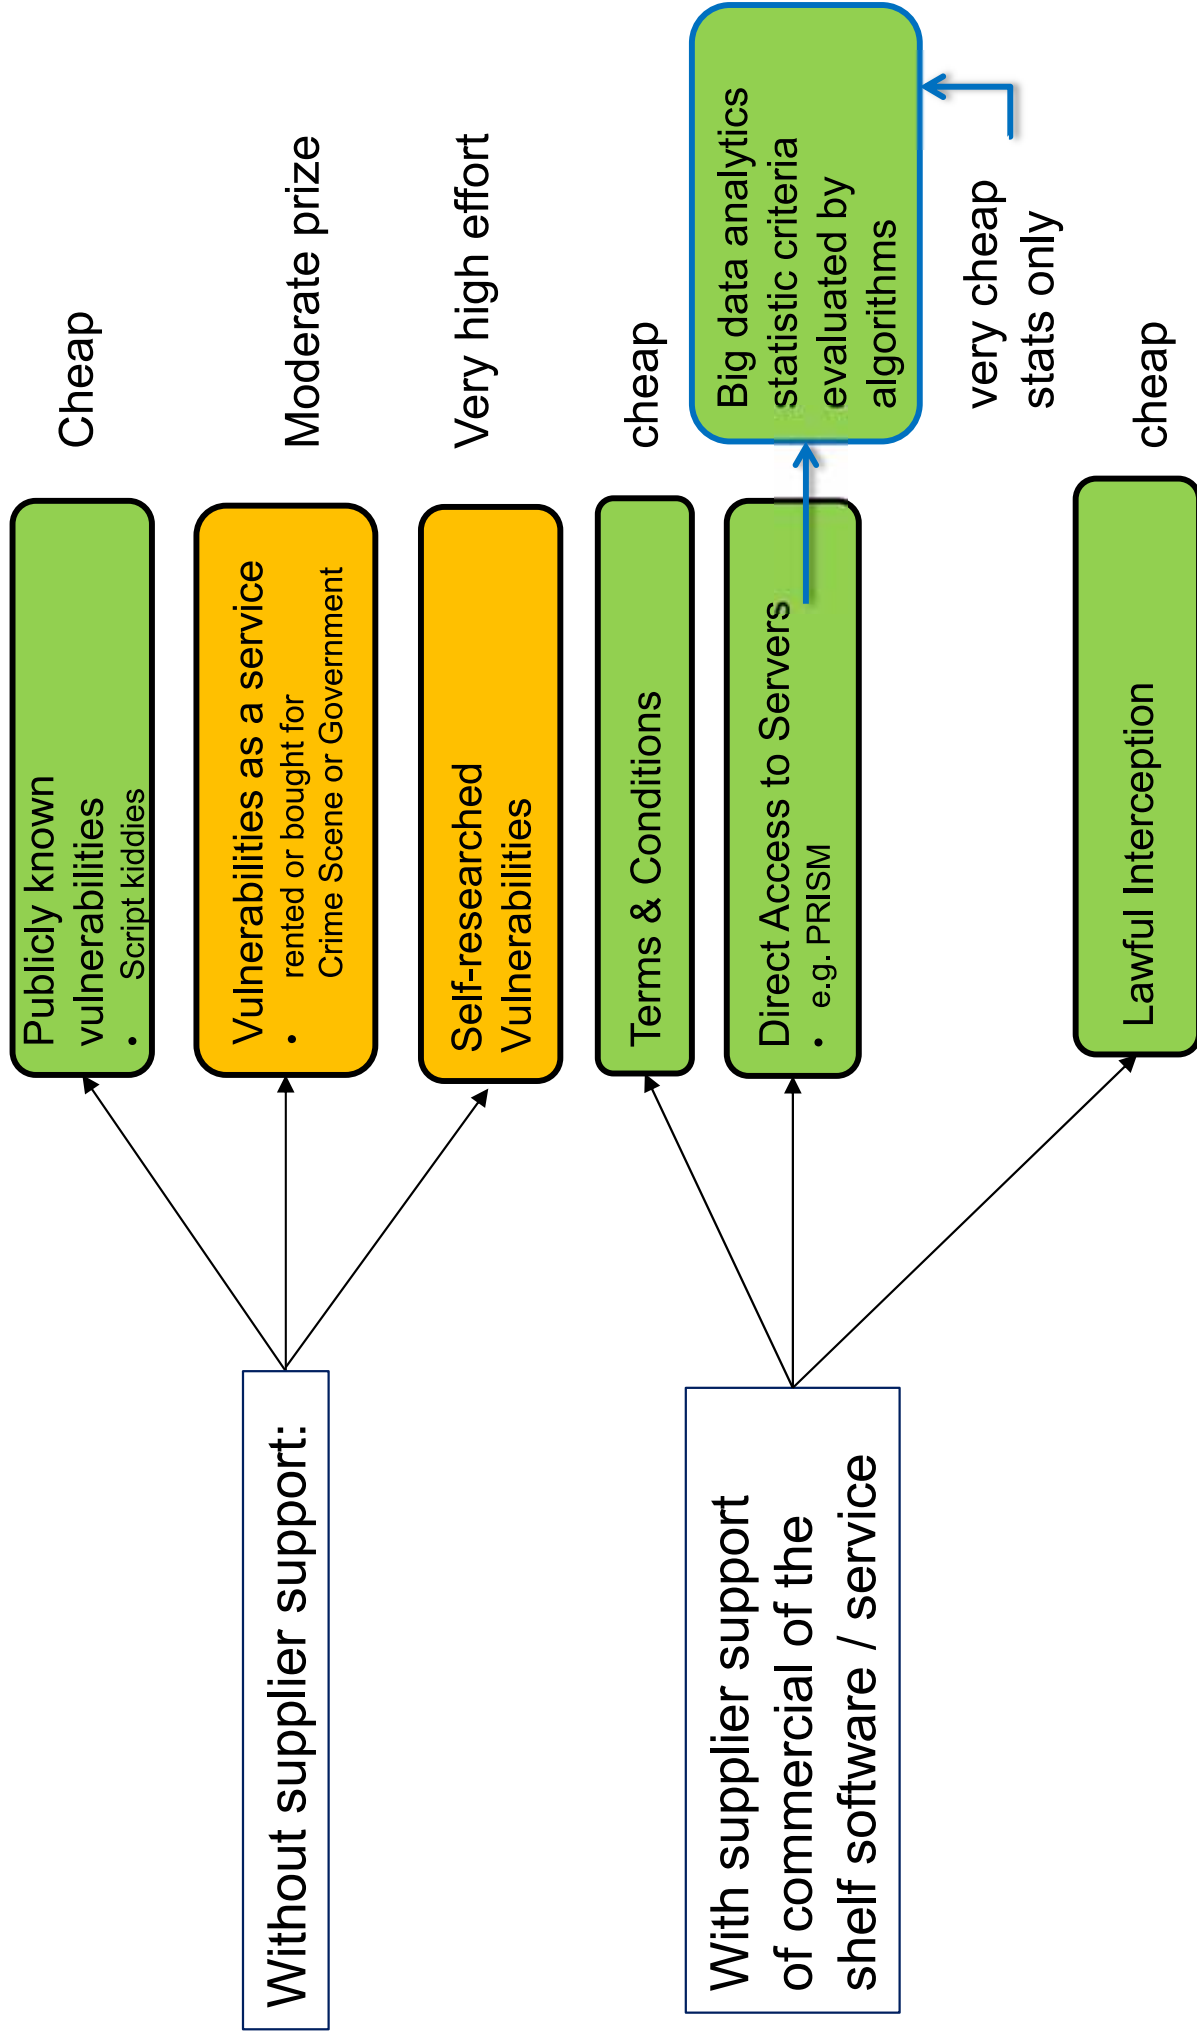 Without supplier support:
Publicly known
vulnerabilities
• Script kiddies
Cheap
Vulnerabilities as a service
• rented or bought for
Crime Scene or Government
Moderate prize
Self-researched
Vulnerabilities
Very high effort
With supplier support
of commercial of the
shelf software / service
Terms & Conditions
cheap
Direct Access to Servers
• e.g. PRISM
Big data analytics
statistic criteria
evaluated by
algorithms
very cheap
stats only
Lawful Interception
cheap